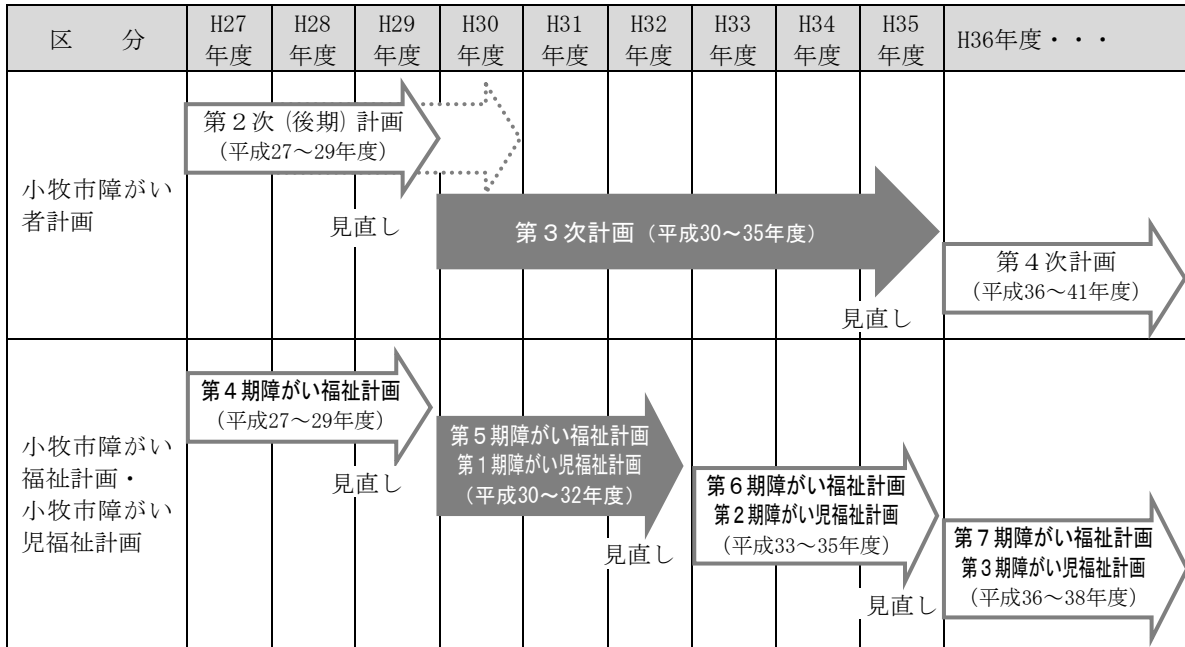 区　　分
H27
年度
H28
年度
H29
年度
H30
年度
H31
年度
H32
年度
H33
年度
H34
年度
H35
年度
H36年度・・・
小牧市障がい
者計画
第２次（後期）計画
（平成27～29年度）
見直し
第３次計画（平成30～35年度）
見直し
第４次計画
（平成36～41年度）
小牧市障がい
福祉計画・
小牧市障がい
児福祉計画
第４期障がい福祉計画
（平成27～29年度）
見直し
第５期障がい福祉計画
第１期障がい児福祉計画
（平成30～32年度）
見直し
第６期障がい福祉計画
第２期障がい児福祉計画
（平成33～35年度）
見直し
第７期障がい福祉計画
第３期障がい児福祉計画
（平成36～38年度）